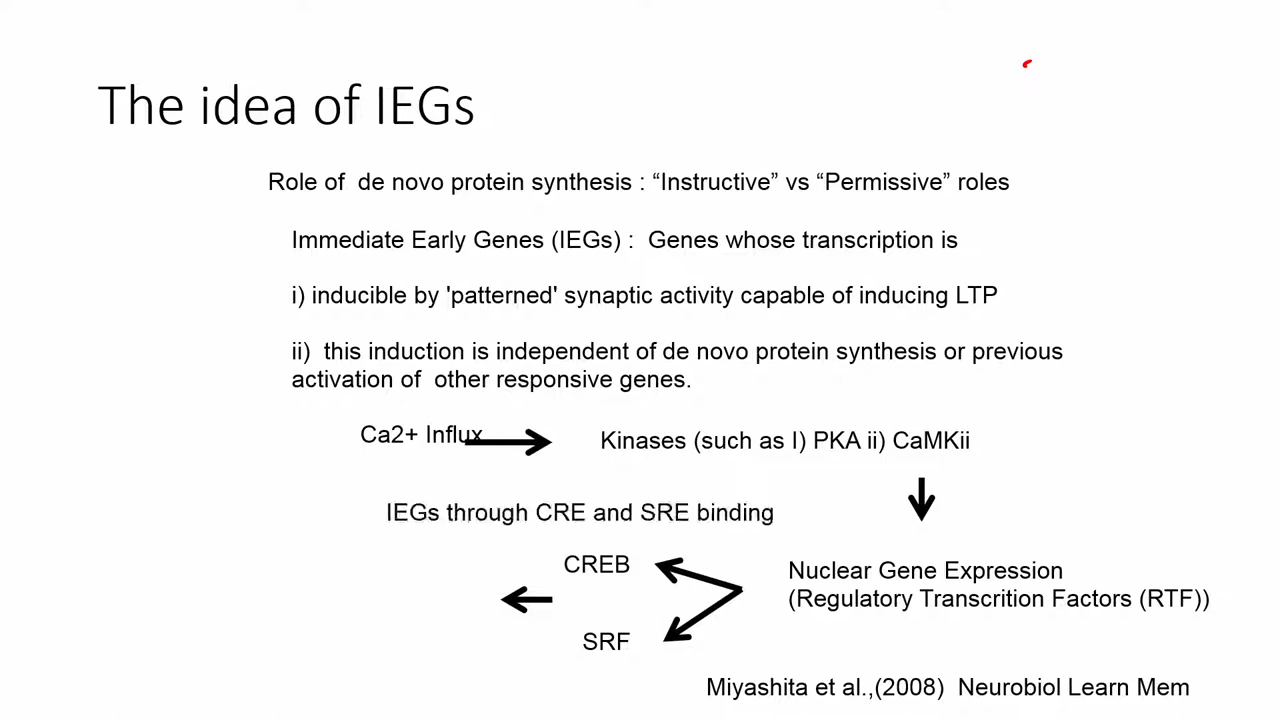 The idea of IEGs
Role of de novo protein synthesis : “Instructive” vs “Permissive” roles
Immediate Early Genes (IEGs) : Genes whose transcription is
i) inducible by 'patterned' synaptic activity capable of inducing LTP
ii) this induction is independent of de novo protein synthesis or previous
activation of other responsive genes.
Ca2+ Influx
Kinases (such as I) PKA ii) CaMKii
IEGs through CRE and SRE binding
CREB
Nuclear Gene Expression
(Regulatory Transcrition Factors (RTF))
SRF
Miyashita et al.,(2008) Neurobiol Learn Mem